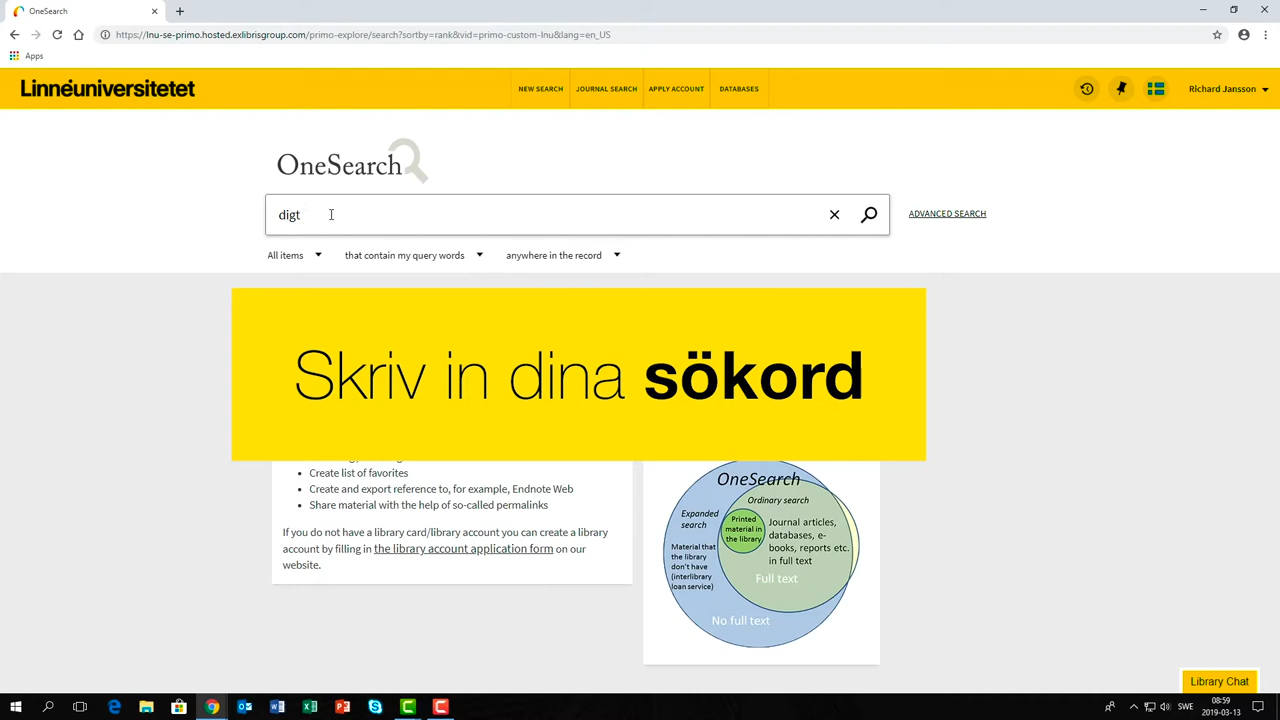 OneSearch
https://lnu-se-primo.hosted.exlibrisgroup.com/primo-explore/search?sortby=rank&vid=primo-custom-lnu&lang=en_US
Apps
Linnéuniversitetet
NEW SEARCH
JOURNAL SEARCH
APPLY ACCOUNT
DATABASES
Richard Jansson
OneSearch
digt
ADVANCED SEARCH
All items
that contain my query words
anywhere in the record
Skriv in dina sökord
• Create list of favorites
• Create and export reference to, for example, Endnote Web
• Share material with the help of so-called permalinks
If you do not have a library card/library account you can create a library
account by filling in the library account application form on our
website.
OneSearch
Ordinary search
Expanded
search
Printed
material in
the library
Journal articles,
databases, e-
books, reports etc.
in full text
Material that
the library
don't have
(interlibrary
loan service)
Full text
No full text
Library Chat
SWE
08:59
2019-03-13